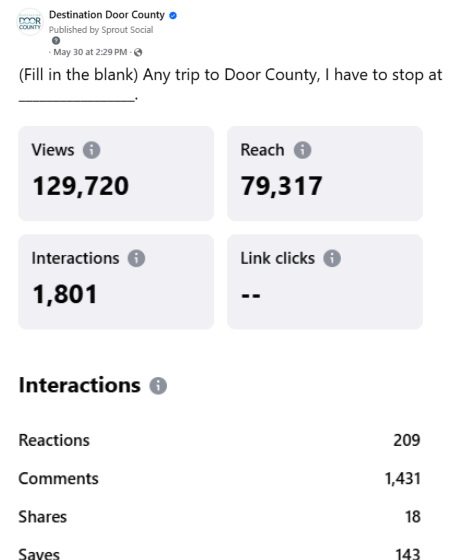 DOOR
COUNTY
Destination Door County
Published by Sprout Social
· May 30 at 2:29 PM ·
(Fill in the blank) Any trip to Door County, I have to stop at
________________.
Views
Reach
129,720
79,317
Interactions
Link clicks
1,801
--
Interactions
Reactions 209
Comments 1,431
Shares 18
Saves 143